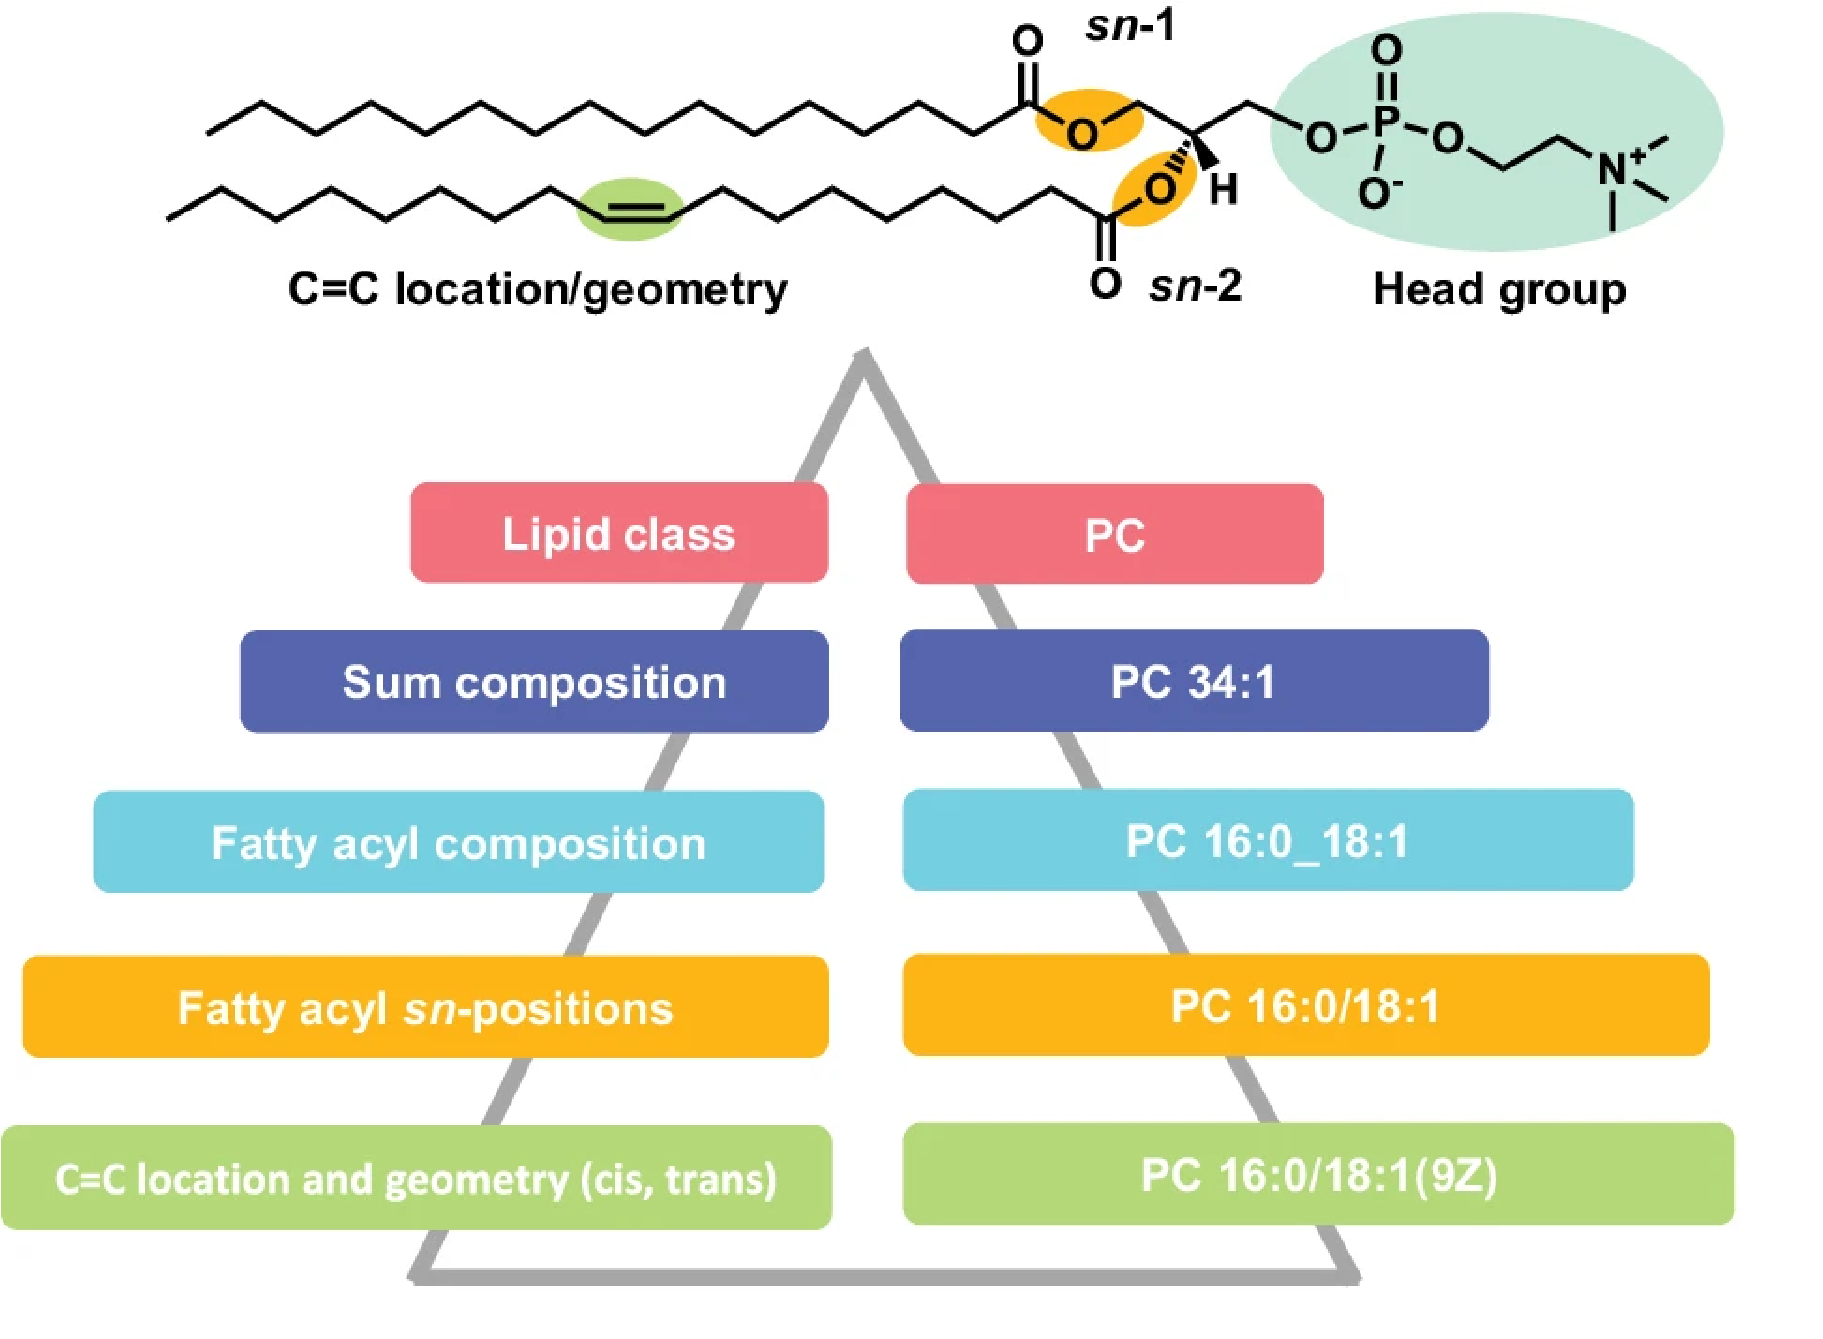 sn-1
O
O
O
H
O
sn-2
O
P
O
O
O-
N+
C=C location/geometry
Head group
Lipid class
PC
Sum composition
PC 34:1
Fatty acyl composition
PC 16:0_18:1
Fatty acyl sn-positions
PC 16:0/18:1
C=C location and geometry (cis, trans)
PC 16:0/18:1(9Z)